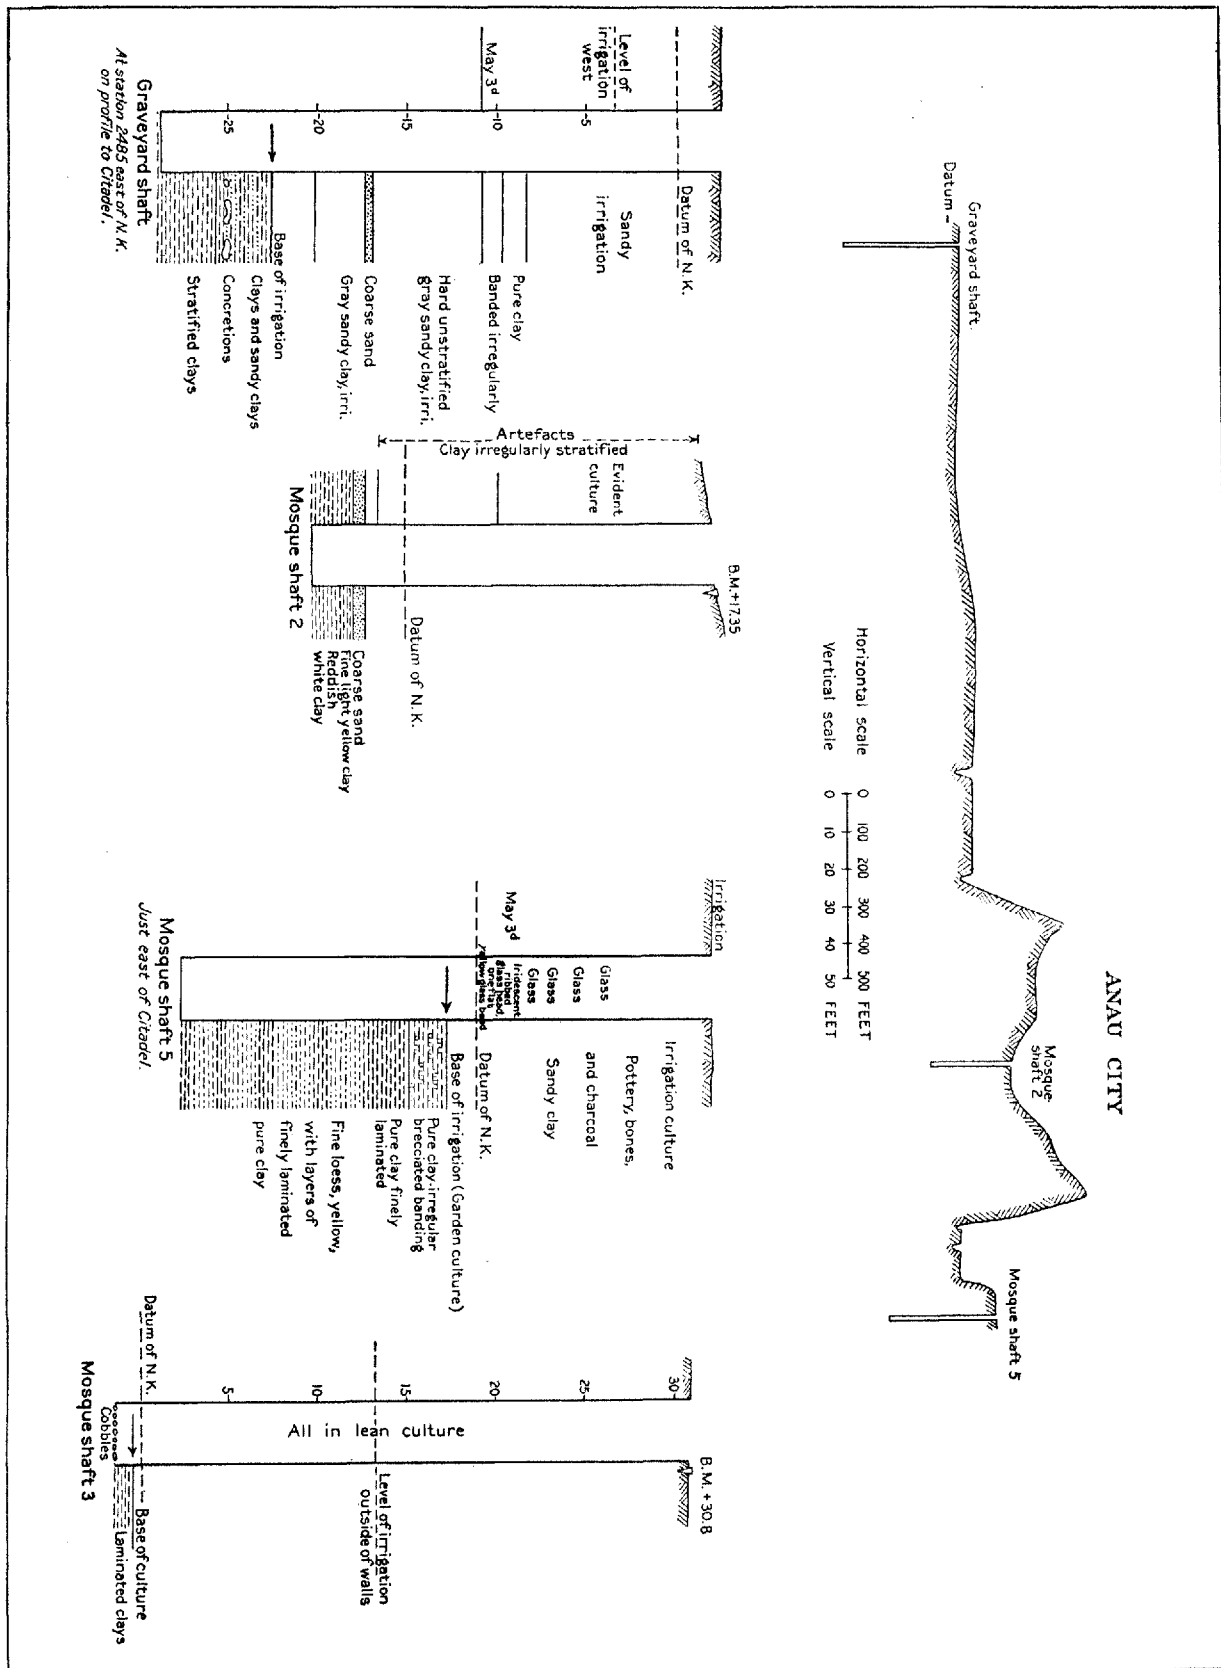 ANAU CITY
Graveyard shaft.
Datum
Mosque
shaft 2
Mosque shaft 5
Horizontal scale
0 100 200 300 400 500 FEET
Vertical scale
0 10 20 30 40 50 FEET
Level of
irrigation
west
May 3d
-5
-10
-15
-20
-25
Datum of N.K.
Sandy
irrigation
Pure clay
Banded irregularly
Hard unstratified
gray sandy clay, irri.
Coarse sand
Gray sandy clay, irri.
Base of irrigation
Clays and sandy clays
Concretions
Stratified clays
Graveyard shaft
At station 2485 east of N.K.
on profile to Citadel.
B.M.+17.35
Artefacts
Clay irregularly stratified
Evident
culture
Datum of N.K.
Coarse sand
Fine light yellow clay
Reddish
white clay
Mosque shaft 2
Irrigation
May 3d
Glass
Glass
Glass
Glass
Iridescent
ribbed
glass bead,
one flat
yellow glass bead
Irrigation culture
Pottery, bones,
and charcoal
Sandy clay
Datum of N.K.
Base of irrigation (Garden culture)
Pure clay-irregular
brecciated banding
Pure clay finely
laminated
Fine loess, yellow,
with layers of
finely laminated
pure clay
Mosque shaft 5
Just east of Citadel.
B.M. +30.8
30
25
20
15
10
5
All in lean culture
Level of irrigation
outside of walls
Datum of N.K.
Base of culture
Laminated clays
Cobbles
Mosque shaft 3